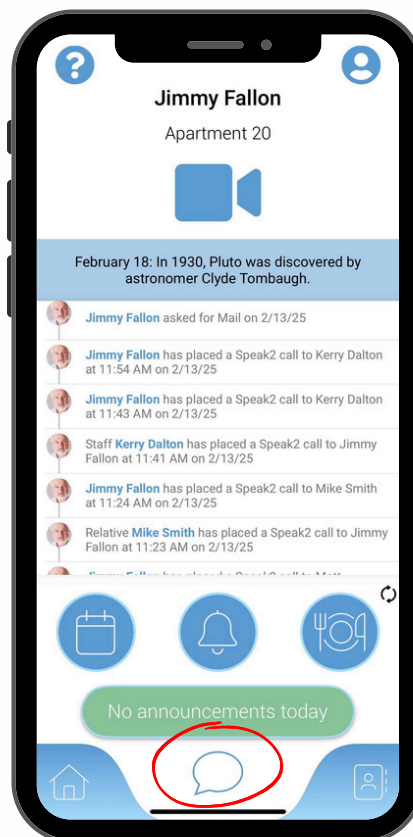 ?
Jimmy Fallon
Apartment 20
February 18: In 1930, Pluto was discovered by
astronomer Clyde Tombaugh.
Jimmy Fallon asked for Mail on 2/13/25
Jimmy Fallon has placed a Speak2 call to Kerry Dalton
at 11:54 AM on 2/13/25
Jimmy Fallon has placed a Speak2 call to Kerry Dalton
at 11:43 AM on 2/13/25
Staff Kerry Dalton has placed a Speak2 call to Jimmy
Fallon at 11:41 AM on 2/13/25
Jimmy Fallon has placed a Speak2 call to Mike Smith
at 11:24 AM on 2/13/25
Relative Mike Smith has placed a Speak2 call to Jimmy
Fallon at 11:23 AM on 2/13/25
No announcements today